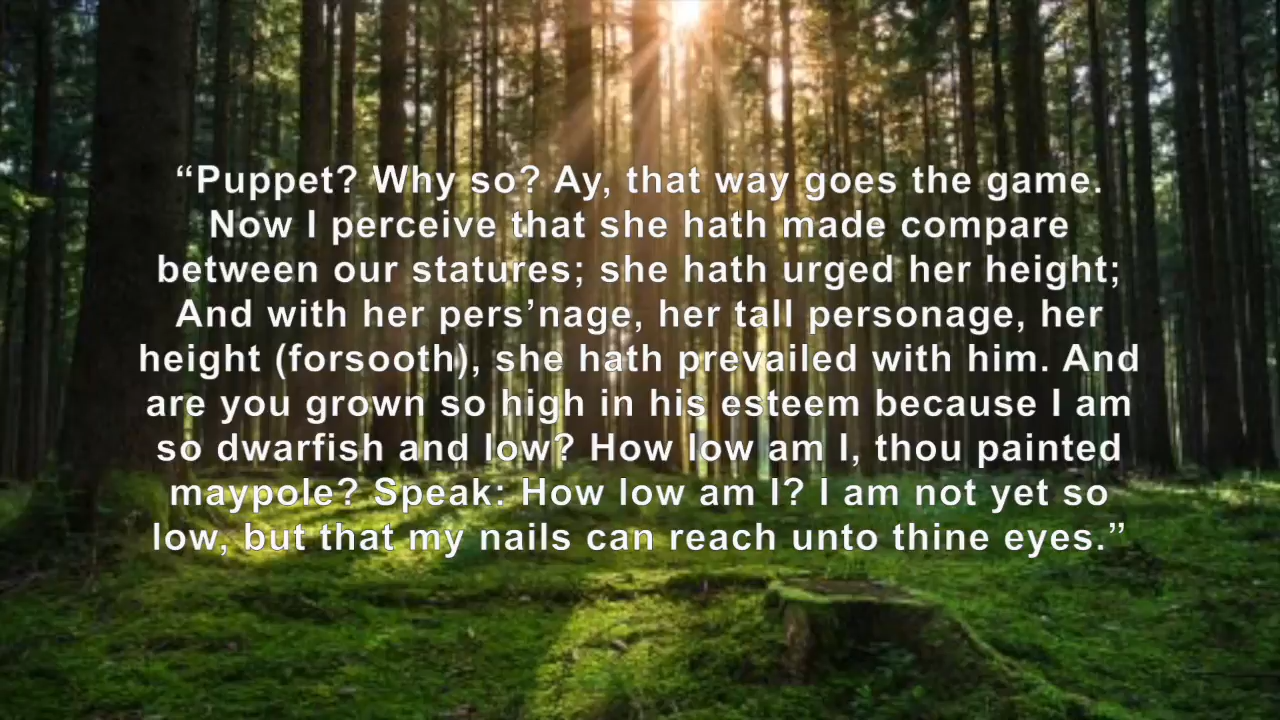 “Puppet? Why so? Ay, that way goes the game.
Now I perceive that she hath made compare
between our statures; she hath urged her height;
And with her pers’nage, her tall personage, her
height (forsooth), she hath prevailed with him. And
are you grown so high in his esteem because I am
so dwarfish and low? How low am I, thou painted
maypole? Speak: How low am I? I am not yet so
low, but that my nails can reach unto thine eyes.”